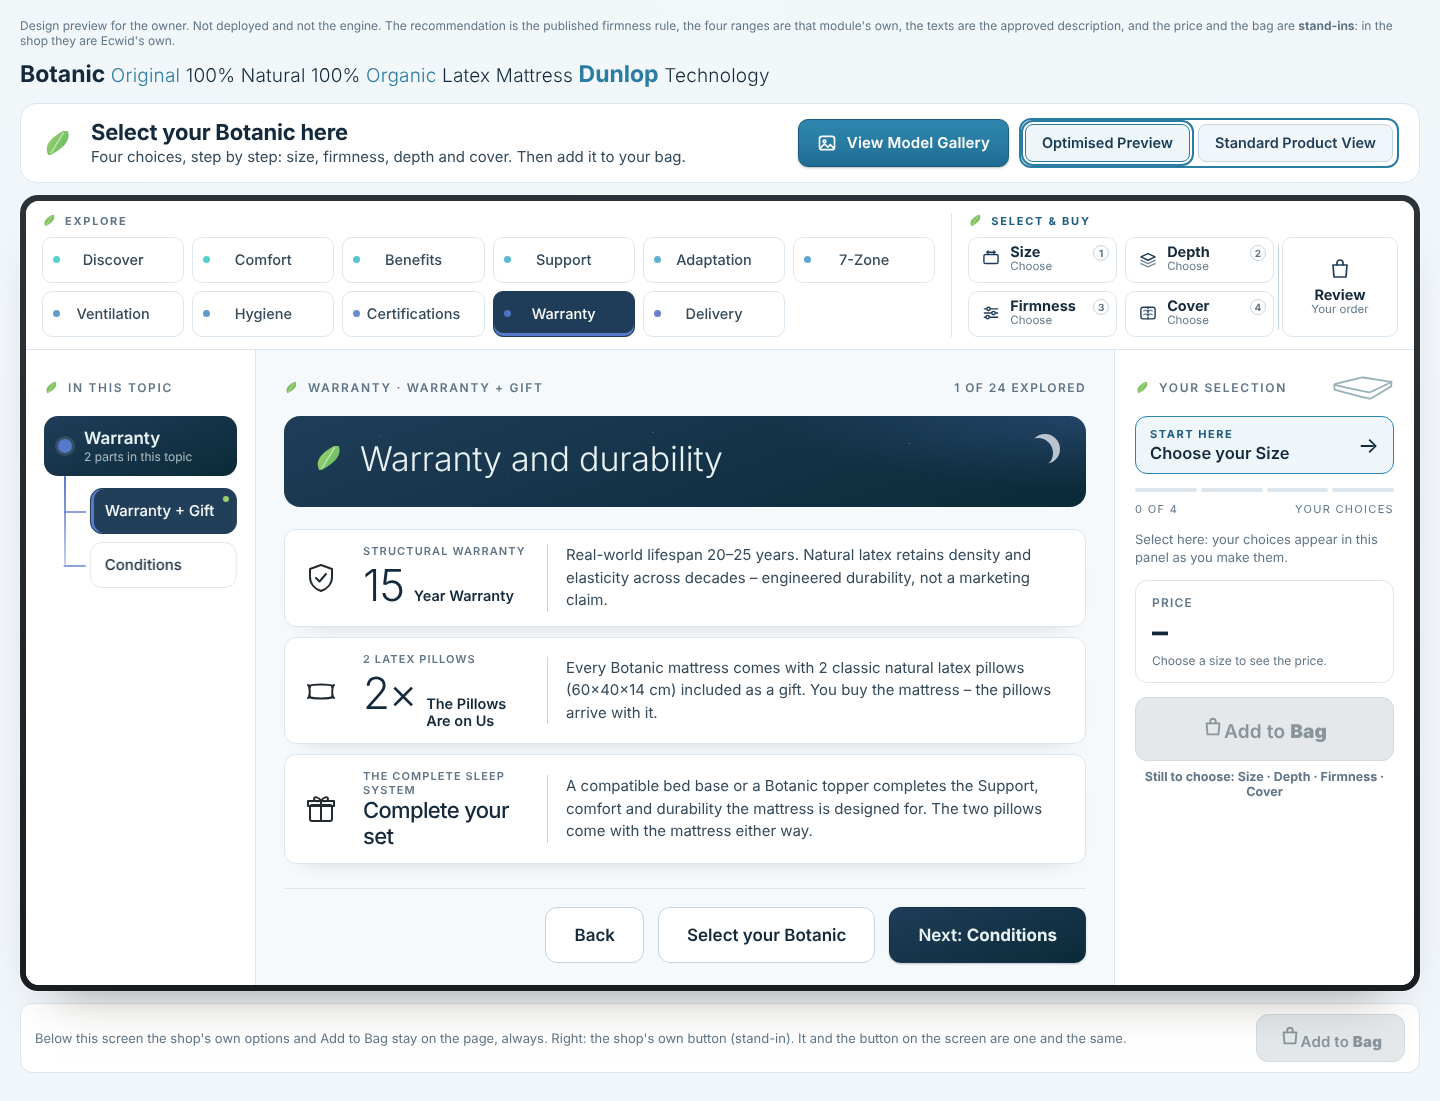 Design preview for the owner. Not deployed and not the engine. The recommendation is the published firmness rule, the four ranges are that module's own, the texts are the approved description, and the price and the bag are stand-ins: in the
shop they are Ecwid's own.
Botanic Original 100% Natural 100% Organic Latex Mattress Dunlop Technology
Select your Botanic here
Four choices, step by step: size, firmness, depth and cover. Then add it to your bag.
View Model Gallery
Optimised Preview
Standard Product View
EXPLORE
Discover
Comfort
Benefits
Support
Adaptation
7-Zone
Ventilation
Hygiene
Certifications
Warranty
Delivery
SELECT & BUY
Size
Choose
1
Depth
Choose
2
Firmness
Choose
3
Cover
Choose
4
Review
Your order
IN THIS TOPIC
Warranty
2 parts in this topic
Warranty + Gift
Conditions
WARRANTY · WARRANTY + GIFT
1 OF 24 EXPLORED
Warranty and durability
STRUCTURAL WARRANTY
15 Year Warranty
Real-world lifespan 20–25 years. Natural latex retains density and
elasticity across decades – engineered durability, not a marketing
claim.
2 LATEX PILLOWS
2× The Pillows
Are on Us
Every Botanic mattress comes with 2 classic natural latex pillows
(60×40×14 cm) included as a gift. You buy the mattress – the pillows
arrive with it.
THE COMPLETE SLEEP
SYSTEM
Complete your
set
A compatible bed base or a Botanic topper completes the Support,
comfort and durability the mattress is designed for. The two pillows
come with the mattress either way.
Back
Select your Botanic
Next: Conditions
YOUR SELECTION
START HERE
Choose your Size
0 OF 4
YOUR CHOICES
Select here: your choices appear in this
panel as you make them.
PRICE
–
Choose a size to see the price.
Add to Bag
Still to choose: Size · Depth · Firmness ·
Cover
Below this screen the shop's own options and Add to Bag stay on the page, always. Right: the shop's own button (stand-in). It and the button on the screen are one and the same.
Add to Bag